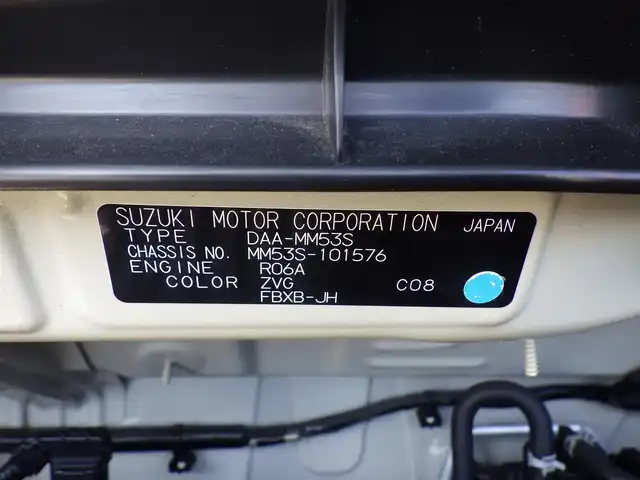 SUZUKI MOTOR CORPORATION JAPAN
TYPE DAA-MM53S
CHASSIS NO. MM53S-101576
ENGINE R06A
COLOR ZVG C08
FBXB-JH